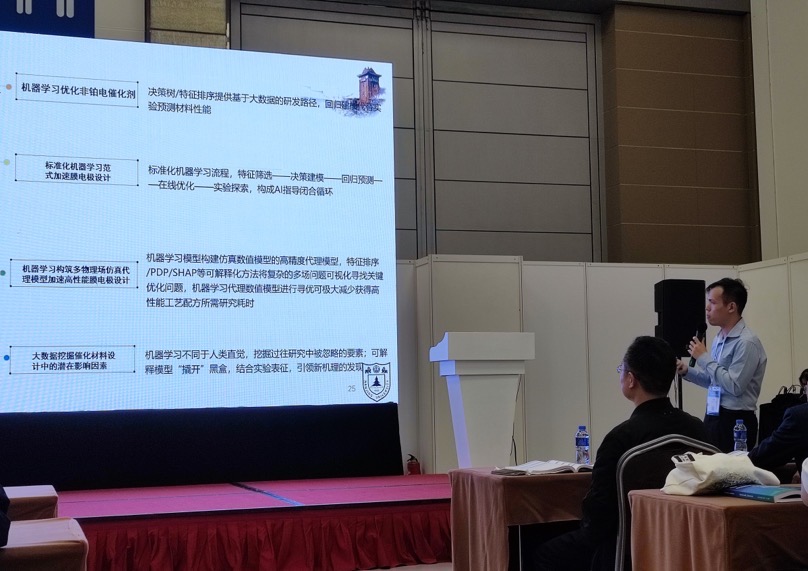 机器学习优化非铂电催化剂
决策树/特征排序提供基于大数据的研发路径，回归
验预测材料性能
标准化机器学习范
式加速膜电极设计
标准化机器学习流程，特征筛选——决策建模——回归预测—
—在线优化——实验探索，构成AI指导闭合循环
机器学习构筑多物理场仿真代
理模型加速高性能膜电极设计
机器学习模型构建仿真数值模型的高精度代理模型，特征排序
/PDP/SHAP等可解释化方法将复杂的多场问题可视化寻找关键
优化问题，机器学习代理数值模型进行寻优可极大减少获得高
性能工艺配方所需研究耗时
大数据挖掘催化材料设
计中的潜在影响因素
机器学习不同于人类直觉，挖掘过往研究中被忽略的要素；可解
释模型“撬开”黑盒，结合实验表征，引领新机理的发现
25